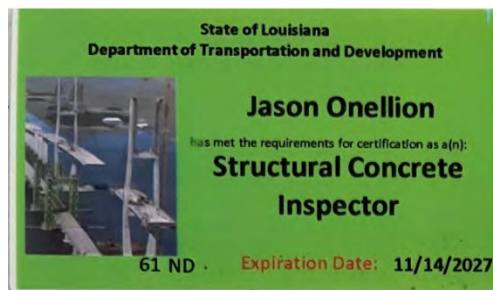 State of Louisiana
Department of Transportation and Development
Jason Onellion
has met the requirements for certification as a(n):
Structural Concrete
Inspector
61 ND .
Expiration Date: 11/14/2027